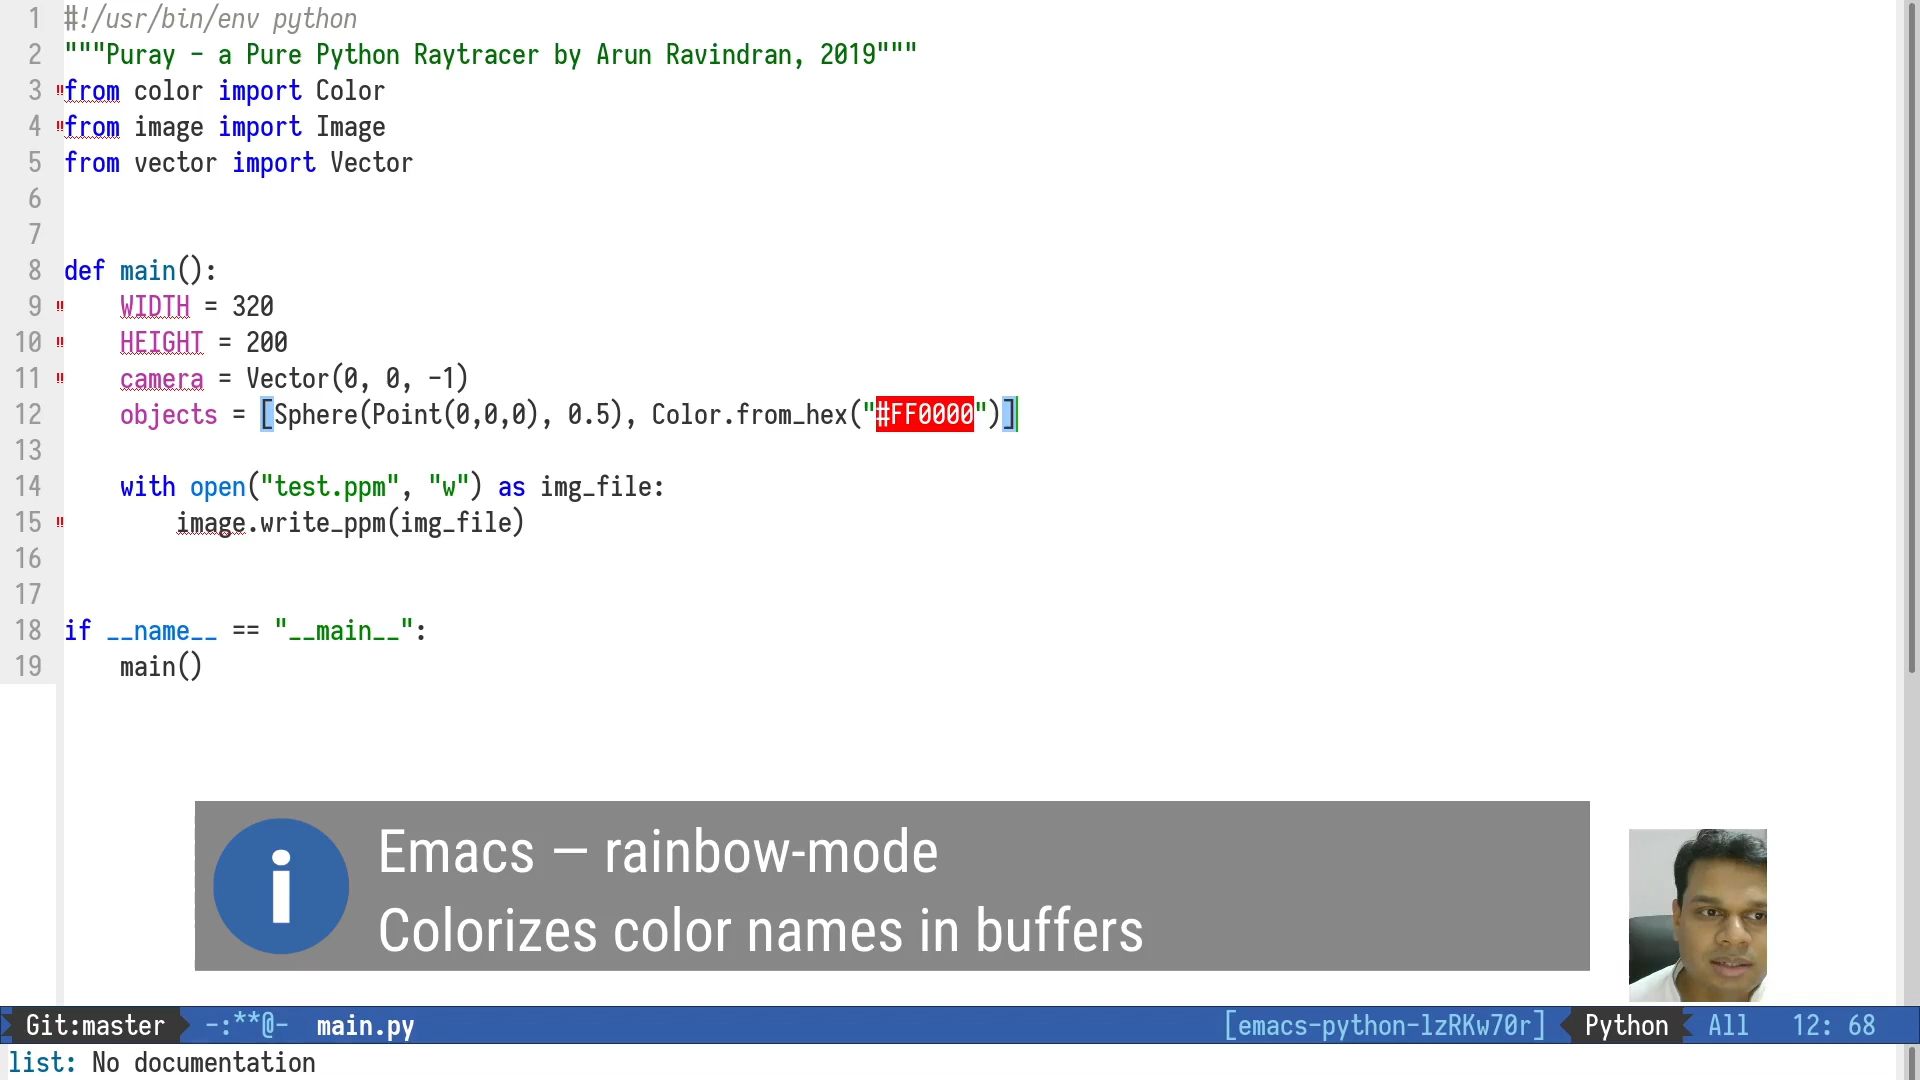 1 #!/usr/bin/env python
2 """Puray – a Pure Python Raytracer by Arun Ravindran, 2019"""
3 !!from color import Color
4 !!from image import Image
5 from vector import Vector
6
7
8 def main():
9 !! WIDTH = 320
10 !! HEIGHT = 200
11 !! camera = Vector(0, 0, -1)
12 objects = [Sphere(Point(0,0,0), 0.5), Color.from_hex("#FF0000")]
13
14 with open("test.ppm", "w") as img_file:
15 !! image.write_ppm(img_file)
16
17
18 if __name__ == "__main__":
19 main()
i Emacs — rainbow-mode
Colorizes color names in buffers
Git:master -:**@- main.py [emacs-python-lzRKw70r] Python All 12: 68
list: No documentation